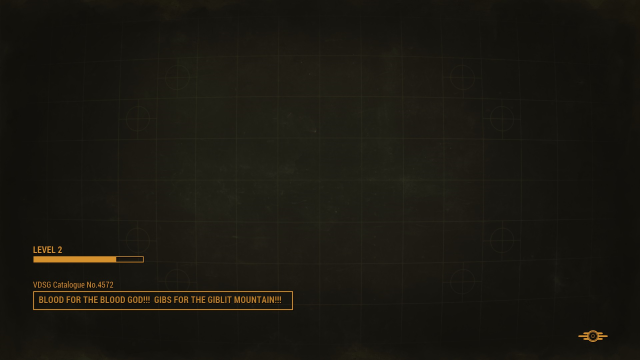 LEVEL 2
VDSG Catalogue No.4572
BLOOD FOR THE BLOOD GOD!!! GIBS FOR THE GIBLIT MOUNTAIN!!!